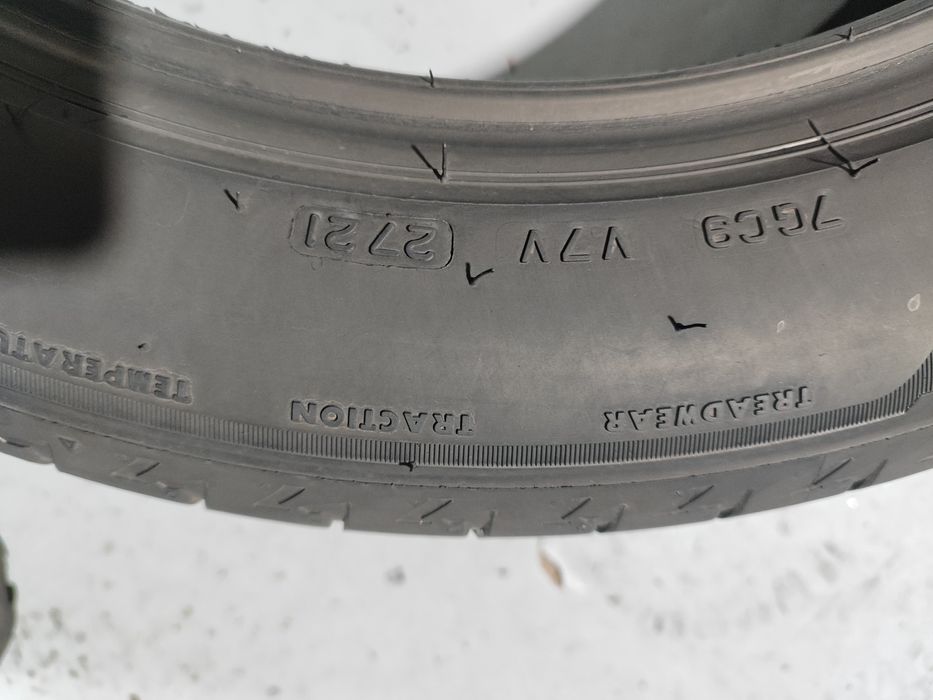 7GC9 V7V 2721
TREADWEAR TRACTION TEMPERATU